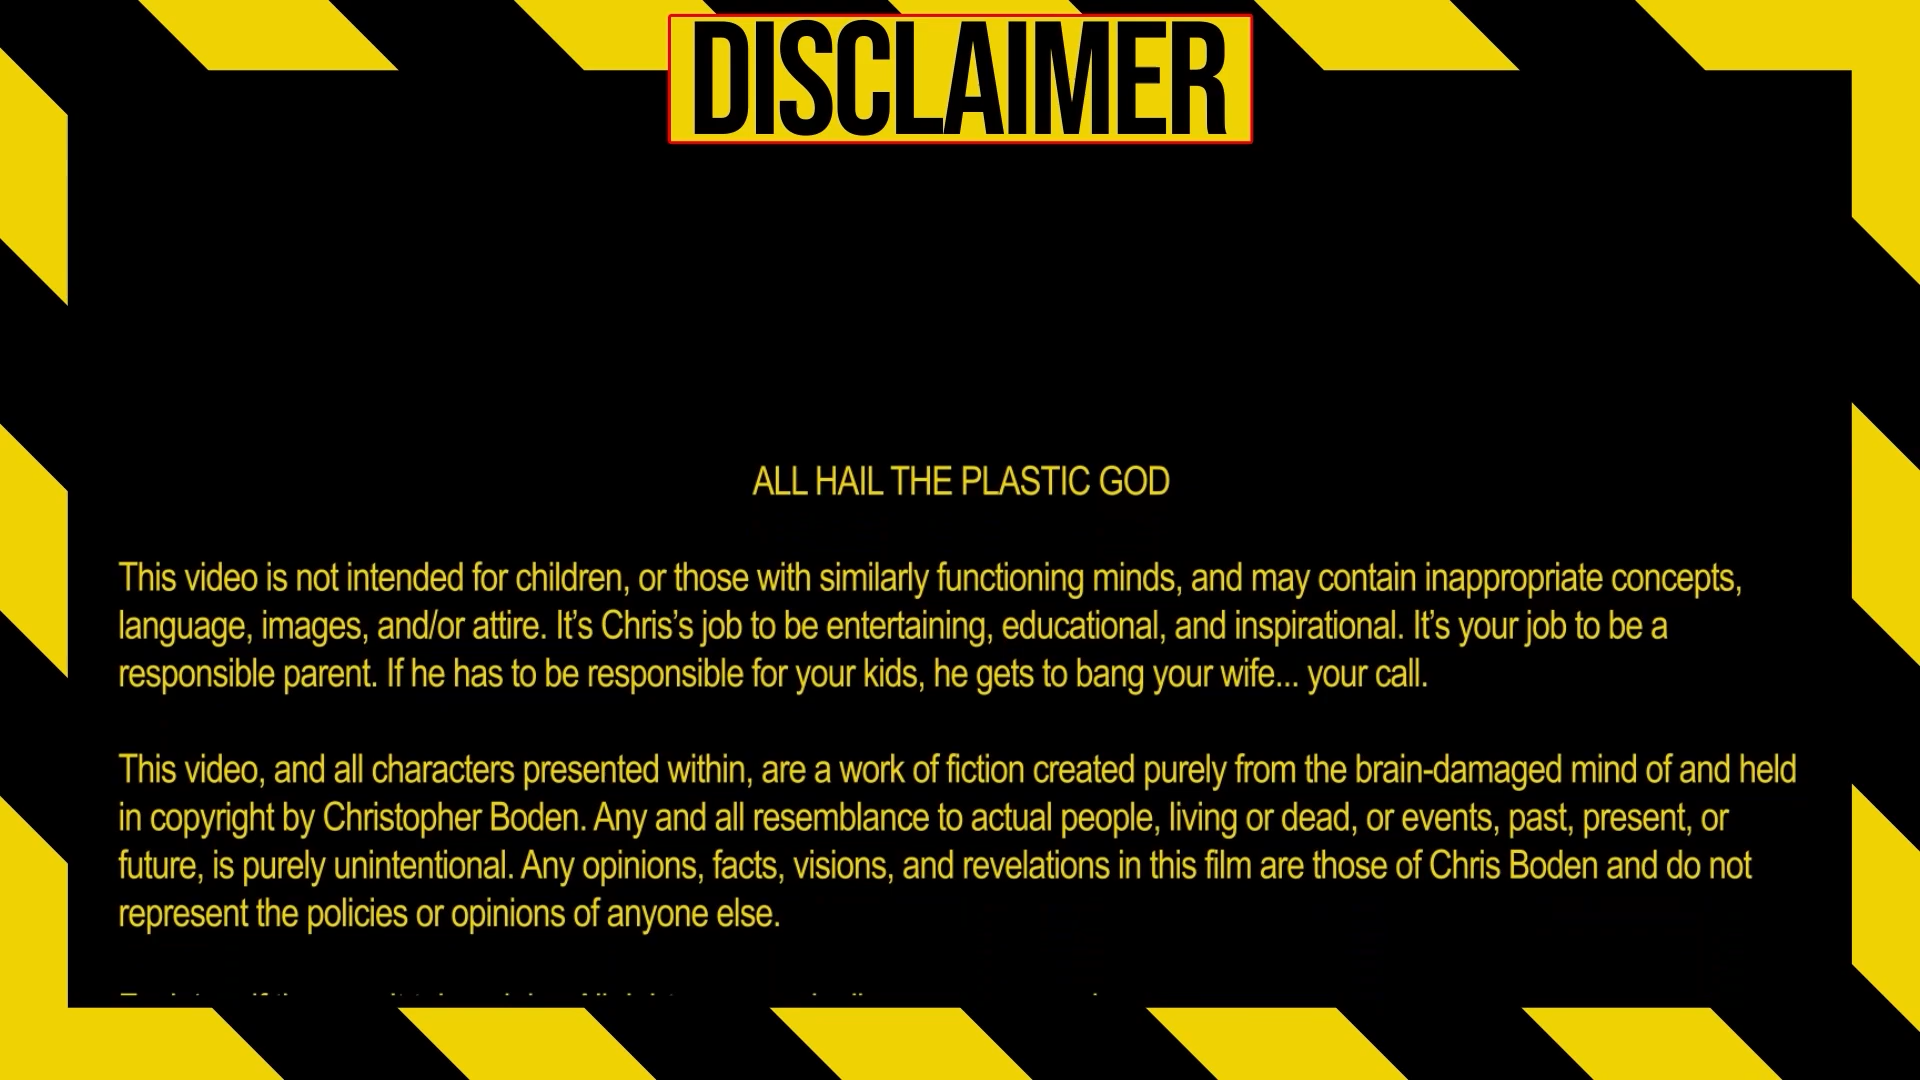 DISCLAIMER
ALL HAIL THE PLASTIC GOD
This video is not intended for children, or those with similarly functioning minds, and may contain inappropriate concepts,
language, images, and/or attire. It’s Chris’s job to be entertaining, educational, and inspirational. It’s your job to be a
responsible parent. If he has to be responsible for your kids, he gets to bang your wife... your call.
This video, and all characters presented within, are a work of fiction created purely from the brain-damaged mind of and held
in copyright by Christopher Boden. Any and all resemblance to actual people, living or dead, or events, past, present, or
future, is purely unintentional. Any opinions, facts, visions, and revelations in this film are those of Chris Boden and do not
represent the policies or opinions of anyone else.